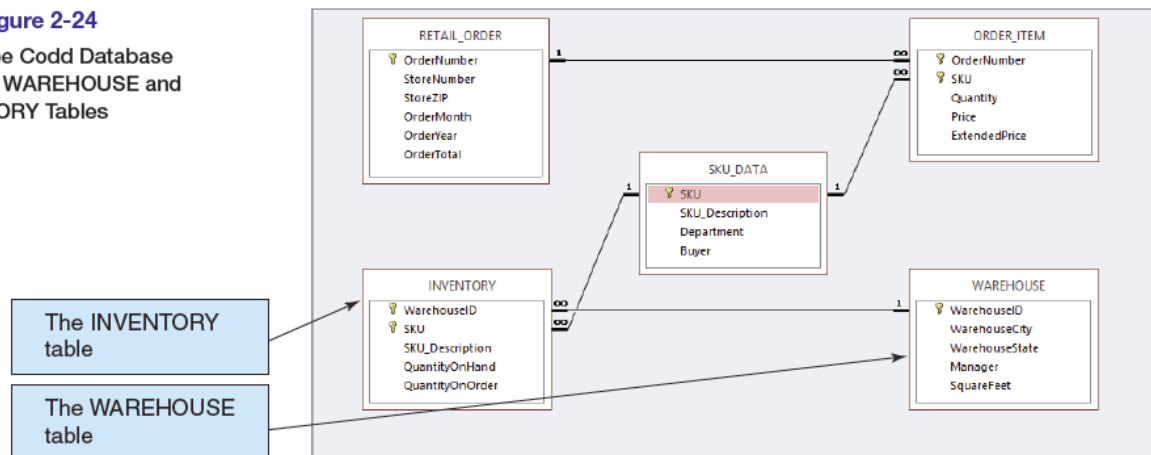 gure 2-24
e Codd Database
WAREHOUSE and
ORY Tables
RETAIL_ORDER
OrderNumber
StoreNumber
StoreZIP
OrderMonth
OrderYear
OrderTotal
1
∞
∞
ORDER_ITEM
OrderNumber
SKU
Quantity
Price
ExtendedPrice
SKU_DATA
1
1
SKU
SKU_Description
Department
Buyer
INVENTORY
WarehouseID
SKU
SKU_Description
QuantityOnHand
QuantityOnOrder
∞
∞
1
WAREHOUSE
WarehouseID
WarehouseCity
WarehouseState
Manager
SquareFeet
The INVENTORY
table
The WAREHOUSE
table